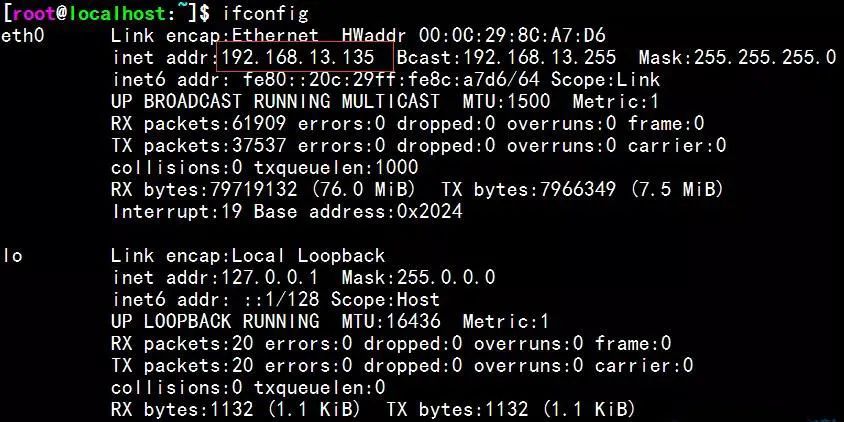 [root@localhost:~]$ ifconfig
eth0 Link encap:Ethernet HWaddr 00:0C:29:8C:A7:D6
inet addr:192.168.13.135 Bcast:192.168.13.255 Mask:255.255.255.0
inet6 addr: fe80::20c:29ff:fe8c:a7d6/64 Scope:Link
UP BROADCAST RUNNING MULTICAST MTU:1500 Metric:1
RX packets:61909 errors:0 dropped:0 overruns:0 frame:0
TX packets:37537 errors:0 dropped:0 overruns:0 carrier:0
collisions:0 txqueuelen:1000
RX bytes:79719132 (76.0 MiB) TX bytes:7966349 (7.5 MiB)
Interrupt:19 Base address:0x2024
lo Link encap:Local Loopback
inet addr:127.0.0.1 Mask:255.0.0.0
inet6 addr: ::1/128 Scope:Host
UP LOOPBACK RUNNING MTU:16436 Metric:1
RX packets:20 errors:0 dropped:0 overruns:0 frame:0
TX packets:20 errors:0 dropped:0 overruns:0 carrier:0
collisions:0 txqueuelen:0
RX bytes:1132 (1.1 KiB) TX bytes:1132 (1.1 KiB)